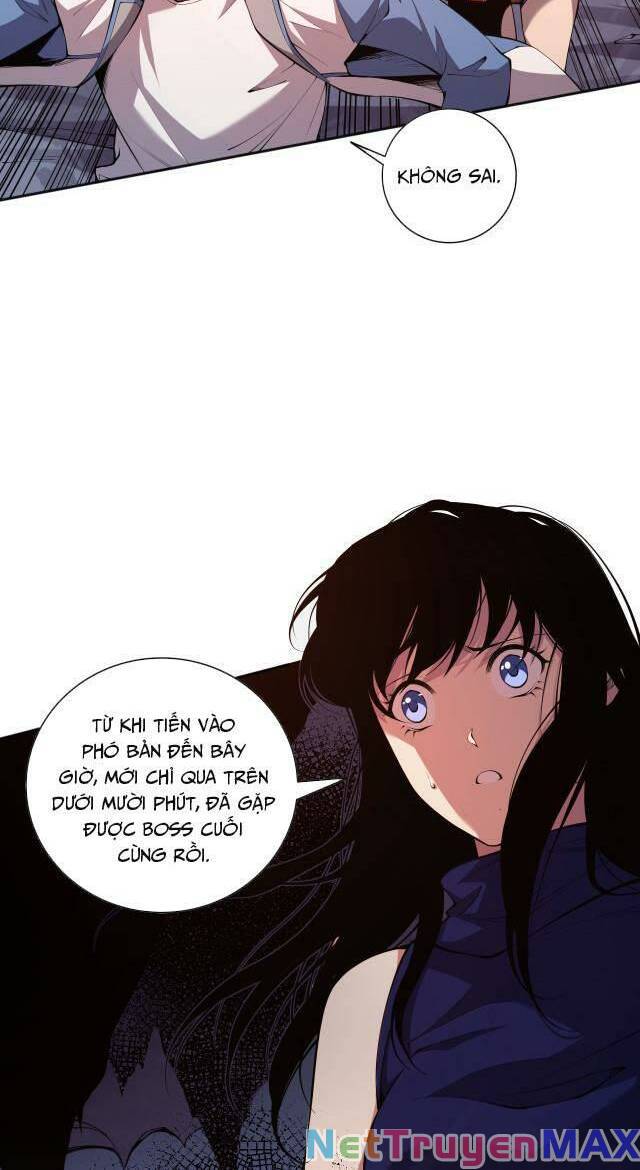 KHÔNG SAI.
TỪ KHI TIẾN VÀO
PHÓ BẢN ĐẾN BÂY
GIỜ, MỚI CHỈ QUA TRÊN
DƯỚI MƯỜI PHÚT, ĐÃ GẶP
ĐƯỢC BOSS CUỐI
CÙNG RỒI.
NETTRUYENMAX